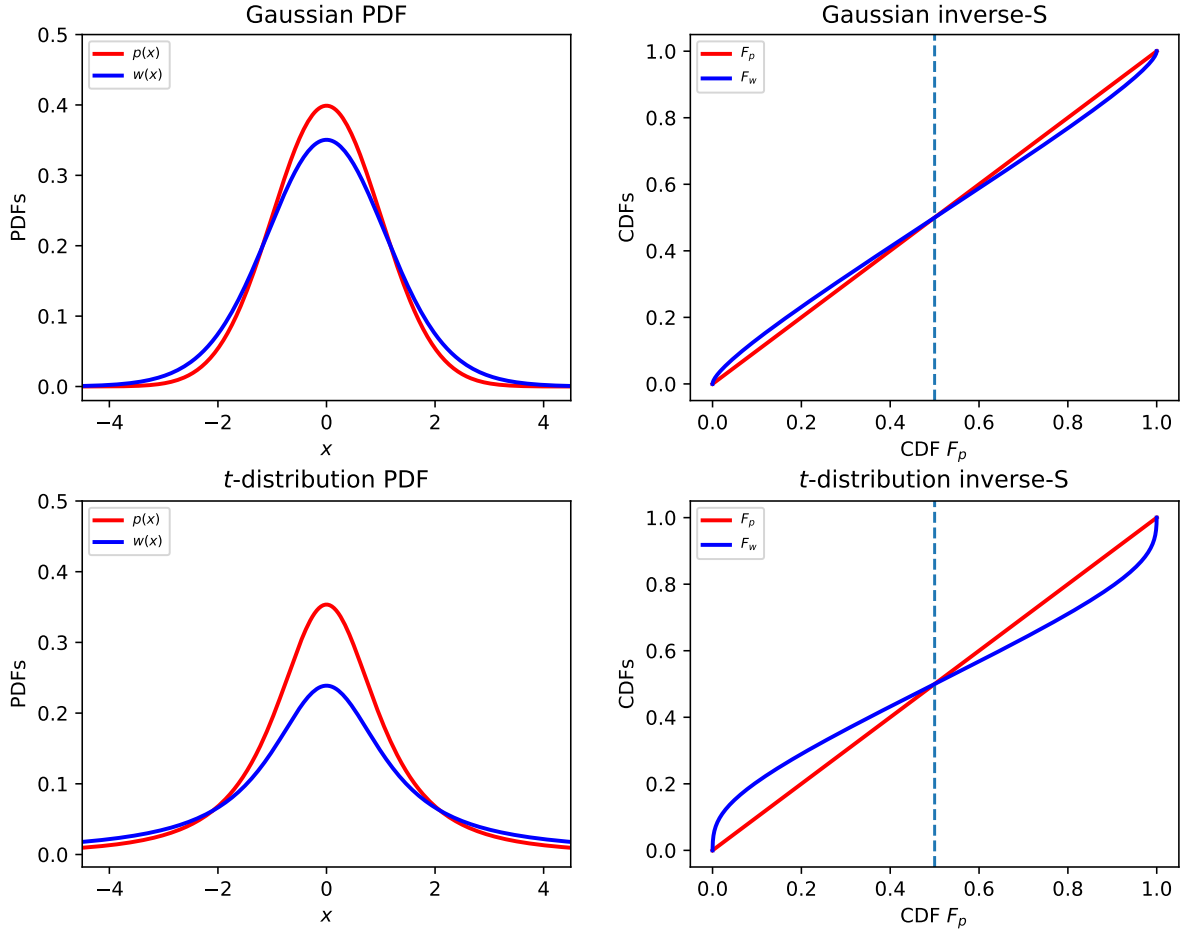 Gaussian PDF
PDFs
0.5
0.4
0.3
0.2
0.1
0.0
p(x)
w(x)
−4 −2 0 2 4
x
Gaussian inverse-S
CDFs
1.0
0.8
0.6
0.4
0.2
0.0
F_p
F_w
0.0 0.2 0.4 0.6 0.8 1.0
CDF F_p
t-distribution PDF
PDFs
0.5
0.4
0.3
0.2
0.1
0.0
p(x)
w(x)
−4 −2 0 2 4
x
t-distribution inverse-S
CDFs
1.0
0.8
0.6
0.4
0.2
0.0
F_p
F_w
0.0 0.2 0.4 0.6 0.8 1.0
CDF F_p